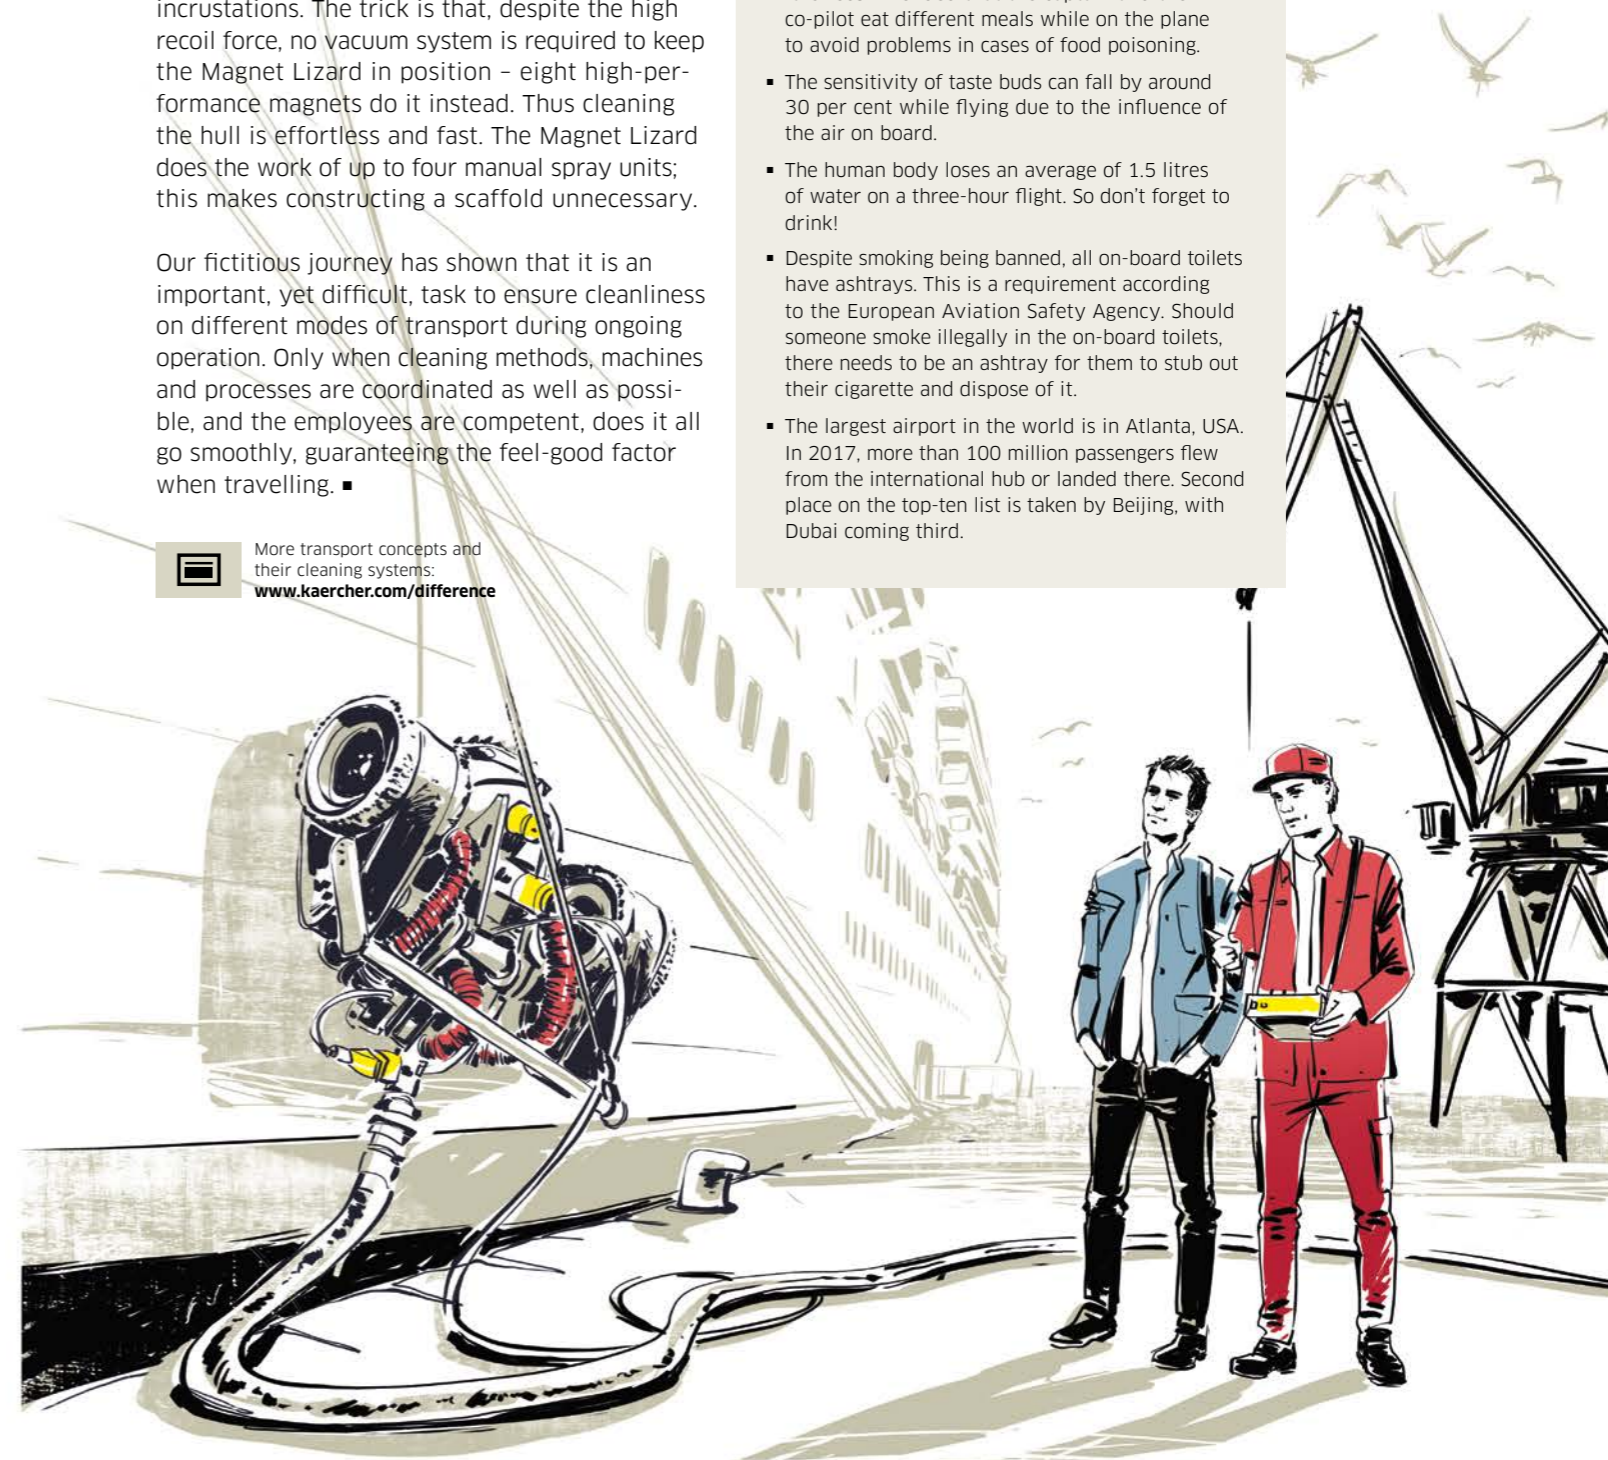 incrustations. The trick is that, despite the high
recoil force, no vacuum system is required to keep
the Magnet Lizard in position – eight high-per-
formance magnets do it instead. Thus cleaning
the hull is effortless and fast. The Magnet Lizard
does the work of up to four manual spray units;
this makes constructing a scaffold unnecessary.
Our fictitious journey has shown that it is an
important, yet difficult, task to ensure cleanliness
on different modes of transport during ongoing
operation. Only when cleaning methods, machines
and processes are coordinated as well as possi-
ble, and the employees are competent, does it all
go smoothly, guaranteeing the feel-good factor
when travelling. ■
More transport concepts and
their cleaning systems:
www.kaercher.com/difference
co-pilot eat different meals while on the plane
to avoid problems in cases of food poisoning.
▪ The sensitivity of taste buds can fall by around
30 per cent while flying due to the influence of
the air on board.
▪ The human body loses an average of 1.5 litres
of water on a three-hour flight. So don't forget to
drink!
▪ Despite smoking being banned, all on-board toilets
have ashtrays. This is a requirement according
to the European Aviation Safety Agency. Should
someone smoke illegally in the on-board toilets,
there needs to be an ashtray for them to stub out
their cigarette and dispose of it.
▪ The largest airport in the world is in Atlanta, USA.
In 2017, more than 100 million passengers flew
from the international hub or landed there. Second
place on the top-ten list is taken by Beijing, with
Dubai coming third.